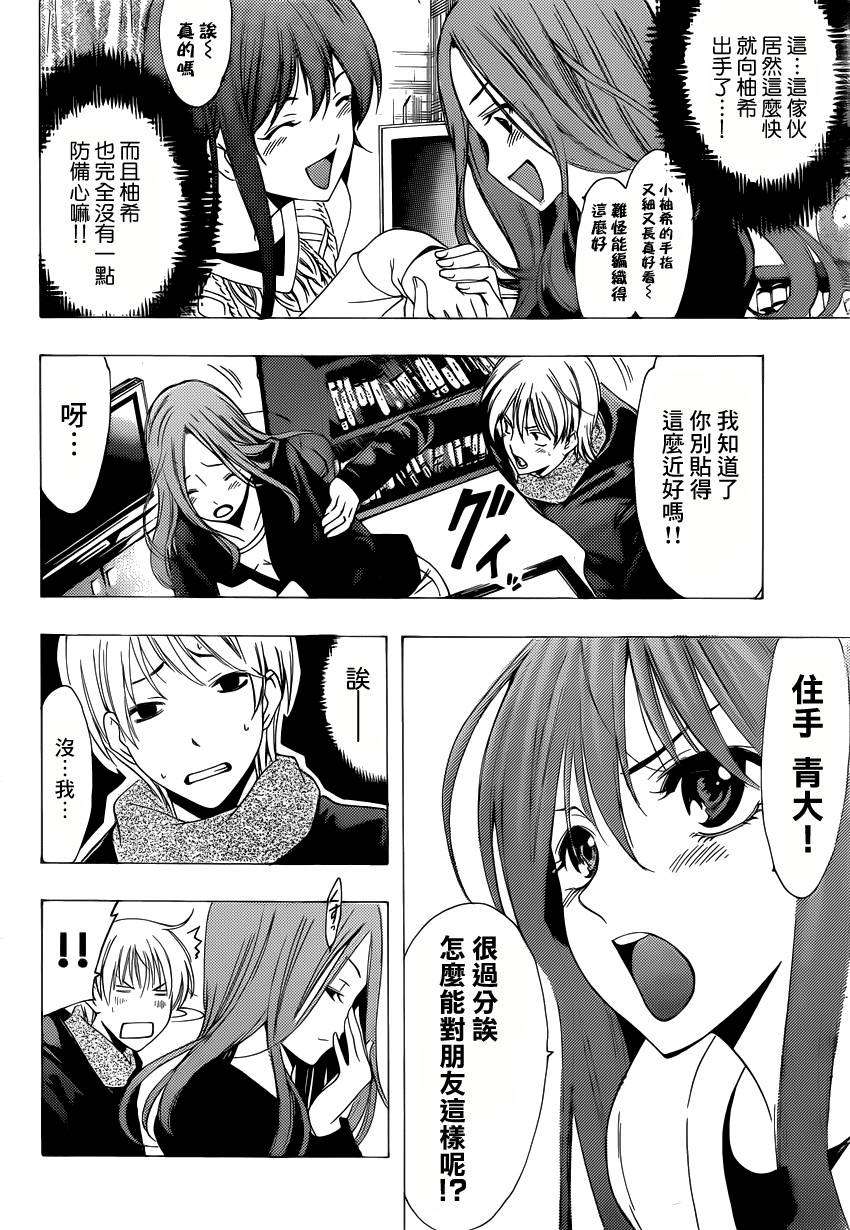 這…這傢伙
居然這麼快
就向柚希
出手了…！
小柚希的手指
又細又長真好看~
難怪能編織得
這麼好
誒~
真的嗎
而且柚希
也完全沒有一點
防備心嘛!!
我知道了
你別貼得
這麼近好嗎!!
グイッ
呀…
住手 青大！
很過分誒
怎麼能對朋友
這樣呢!?
誒——
沒…我…
すっ
!!